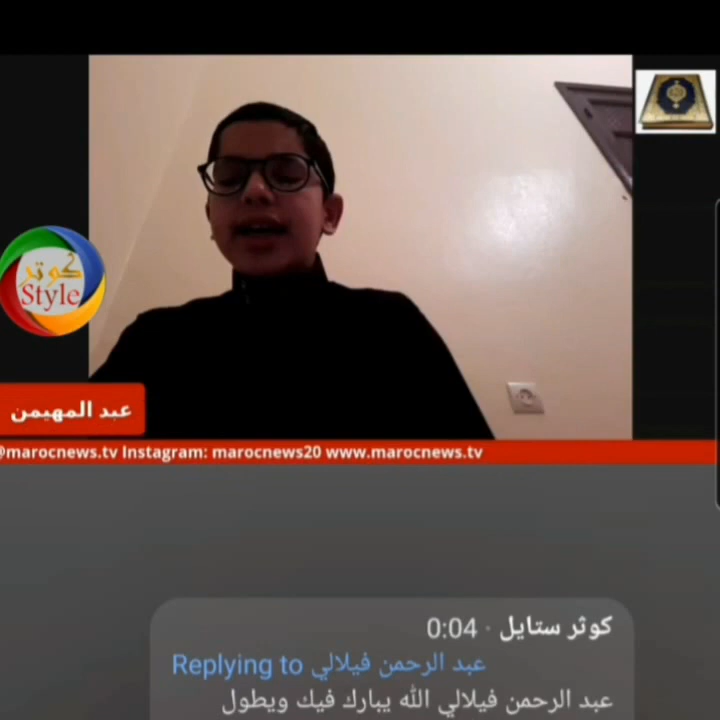 كوثر
Style
عبد المهيمن
@marocnews.tv Instagram: marocnews20 www.marocnews.tv
كوثر ستايل · 0:04
Replying to عبد الرحمن فيلالي
عبد الرحمن فيلالي الله يبارك فيك ويطول